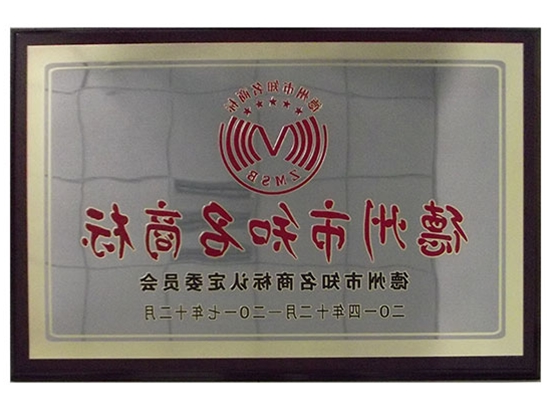 德州市知名商标
ZMSB
德州市知名商标
德州市知名商标认定委员会
二〇一四年十二月—二〇一七年十二月